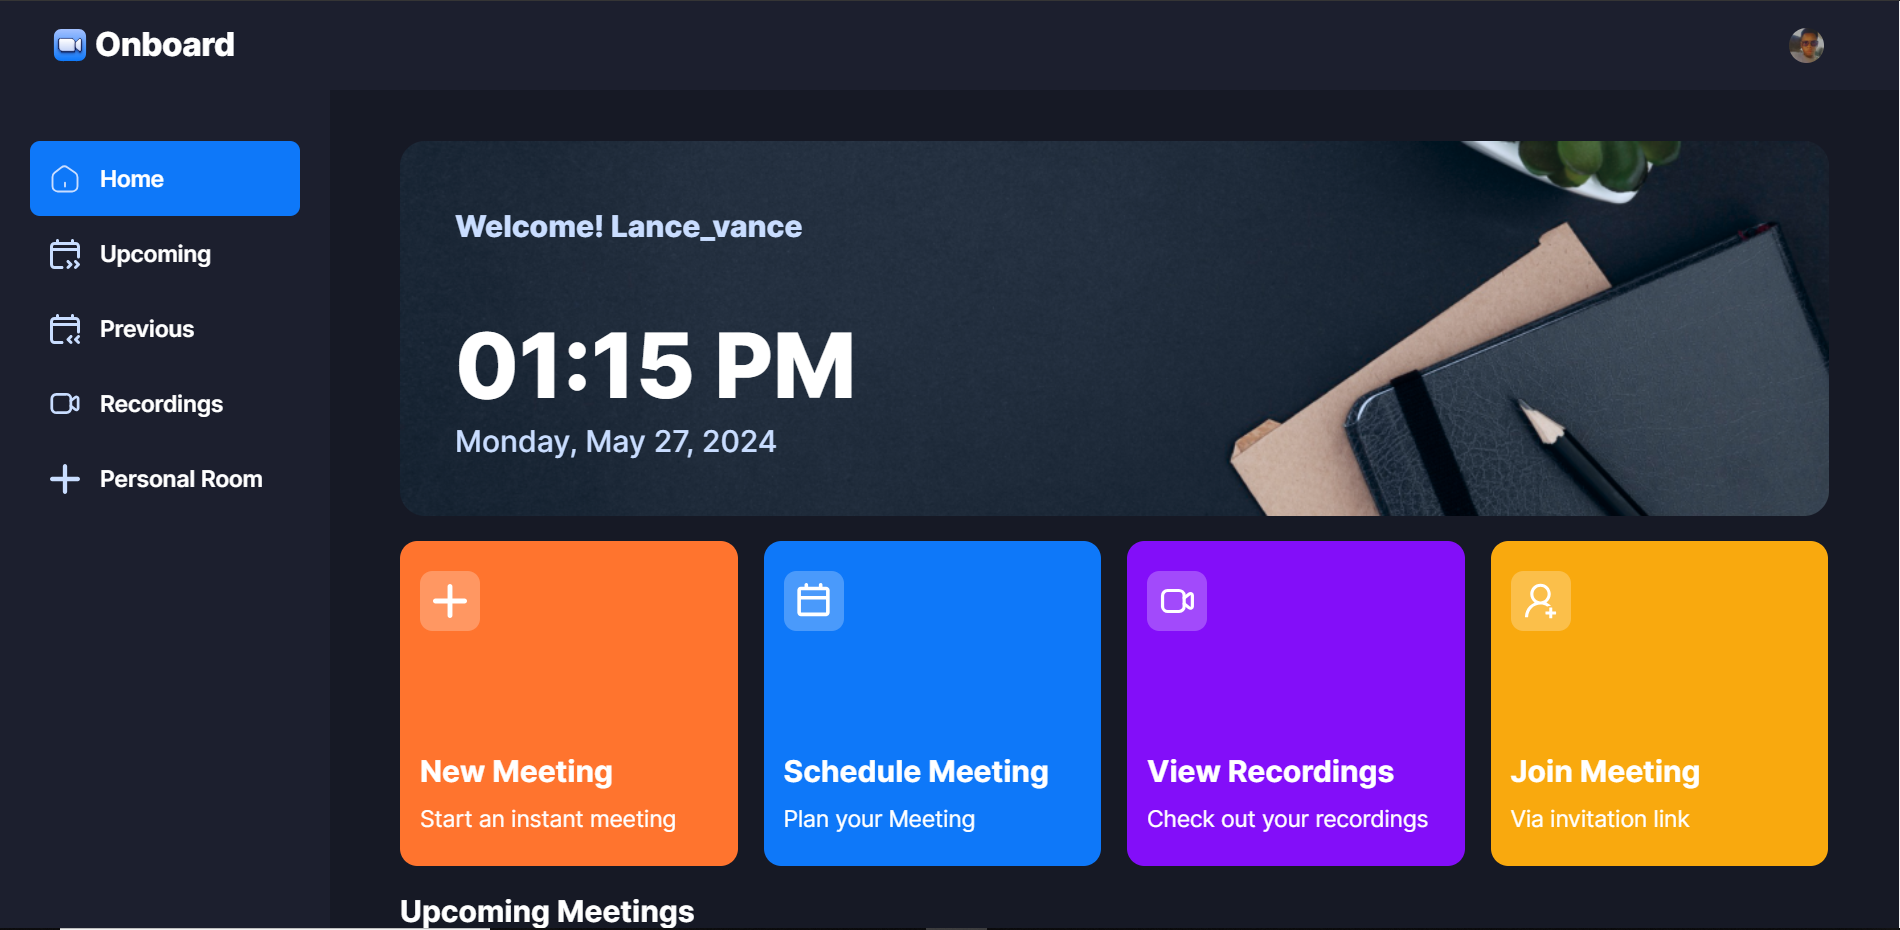 Onboard
Home
Upcoming
Previous
Recordings
Personal Room
Welcome! Lance_vance
01:15 PM
Monday, May 27, 2024
New Meeting
Start an instant meeting
Schedule Meeting
Plan your Meeting
View Recordings
Check out your recordings
Join Meeting
Via invitation link
Upcoming Meetings